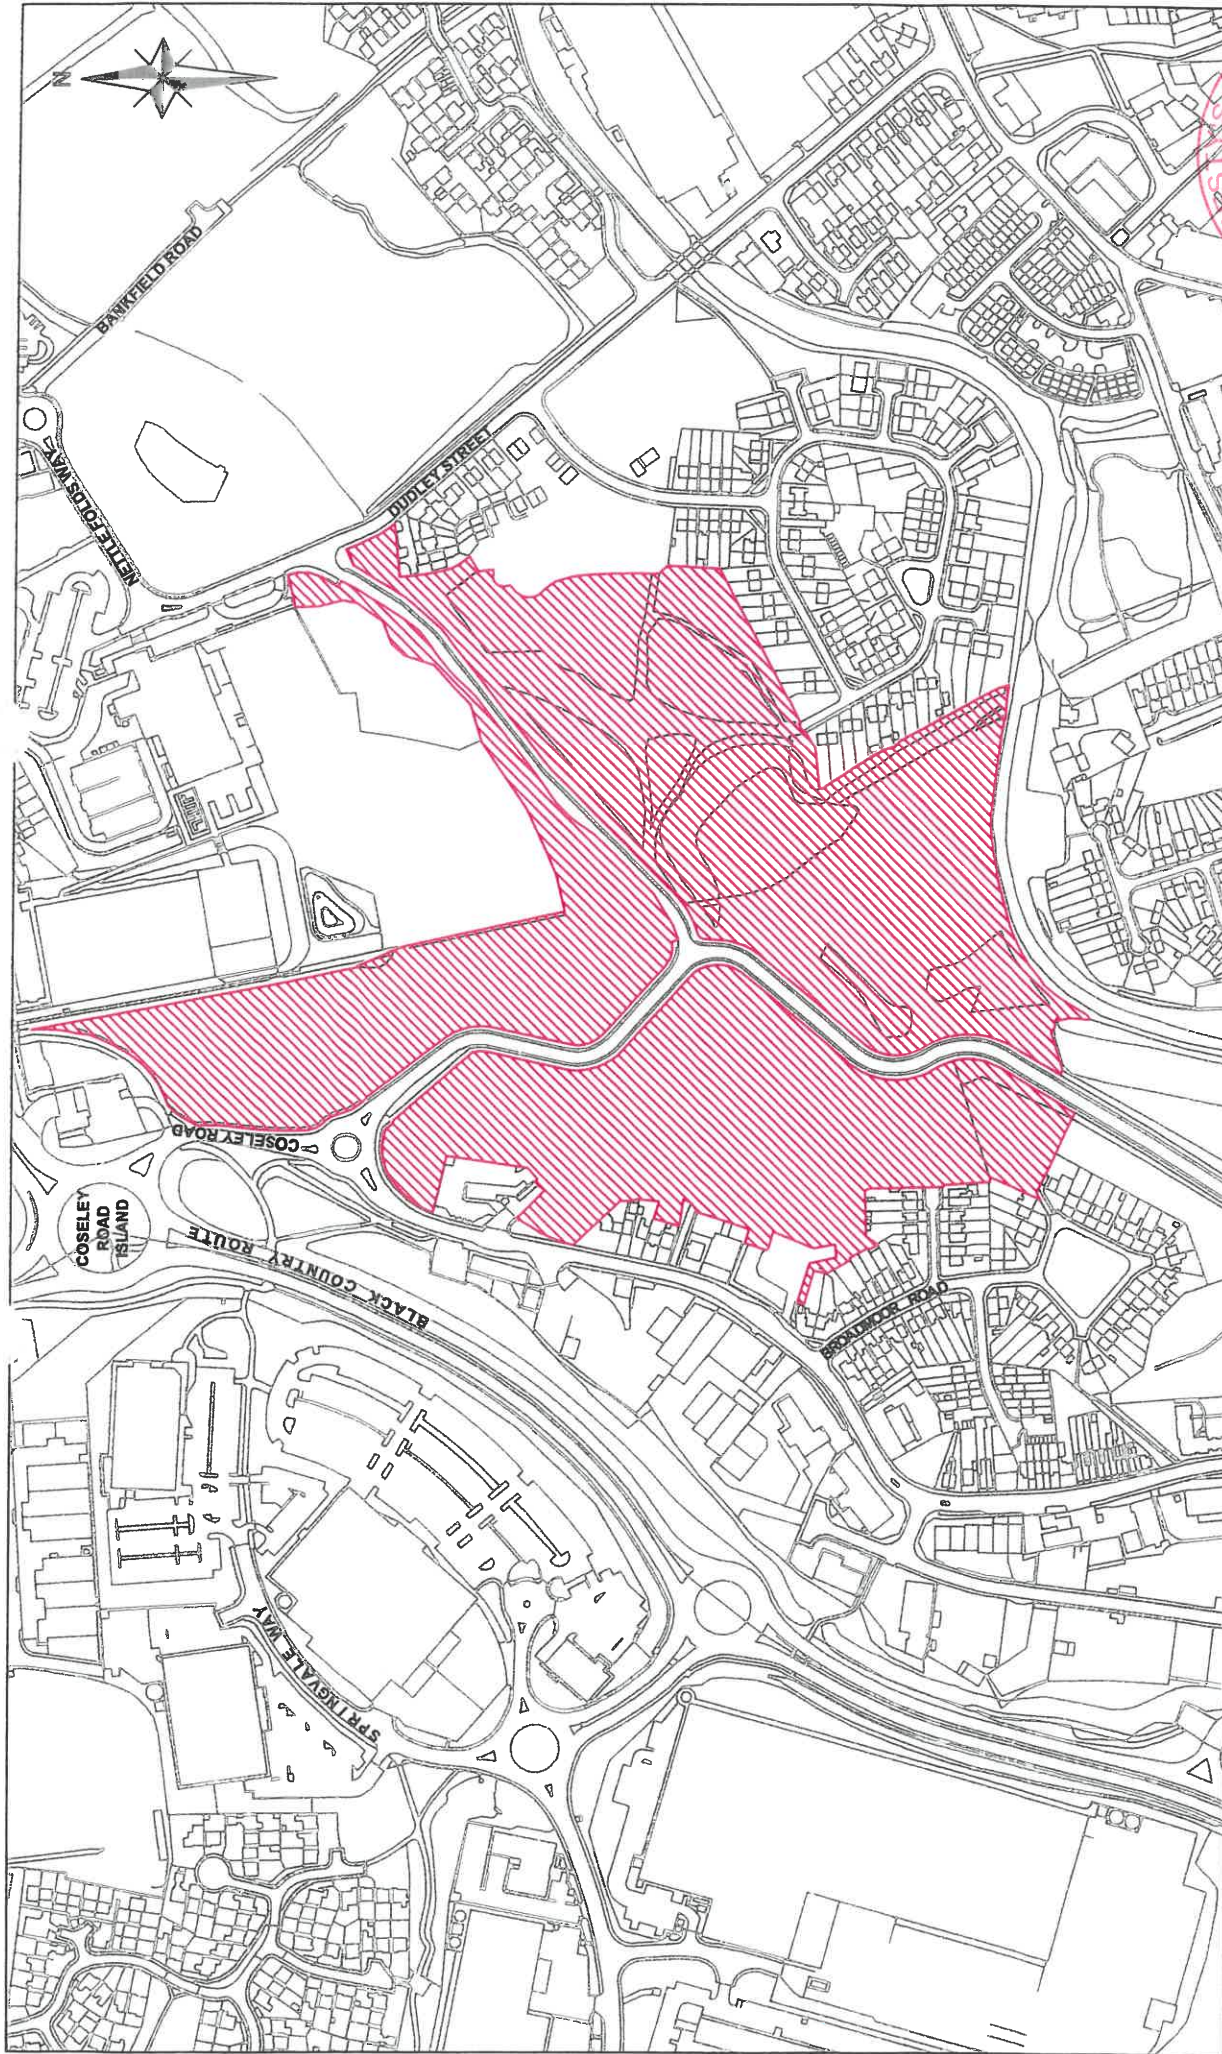 N
BANKFIELD ROAD
NETTLEFOLDS WAY
DUDLEY STREET
COSELEY ROAD
COSELEY
ROAD
ISLAND
BLACK COUNTRY ROUTE
BROADMOOR ROAD
SPRINGVALE WAY